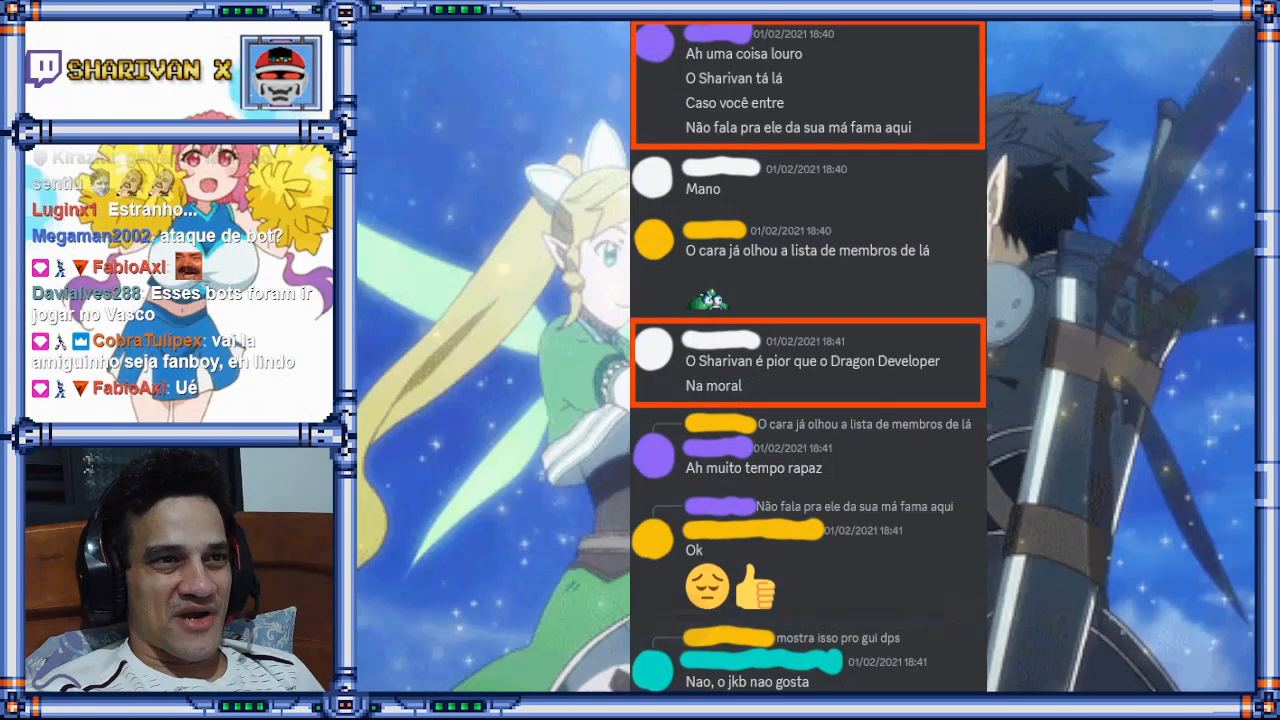 SHARIVAN X
Kirazial:
sentiu
Luginx1 Estranho...
Megaman2002: ataque de bot?
FabioAxl:
Davialves288: Esses bots foram ir
jogar no Vasco
CobraTulipex: vai la
amiguinho seja fanboy, eh lindo
FabioAxl: Ué
01/02/2021 18:40
Ah uma coisa louro
O Sharivan tá lá
Caso você entre
Não fala pra ele da sua má fama aqui
01/02/2021 18:40
Mano
01/02/2021 18:40
O cara já olhou a lista de membros de lá
01/02/2021 18:41
O Sharivan é pior que o Dragon Developer
Na moral
O cara já olhou a lista de membros de lá
01/02/2021 18:41
Ah muito tempo rapaz
Não fala pra ele da sua má fama aqui
01/02/2021 18:41
Ok
mostra isso pro gui dps
01/02/2021 18:41
Nao, o jkb nao gosta